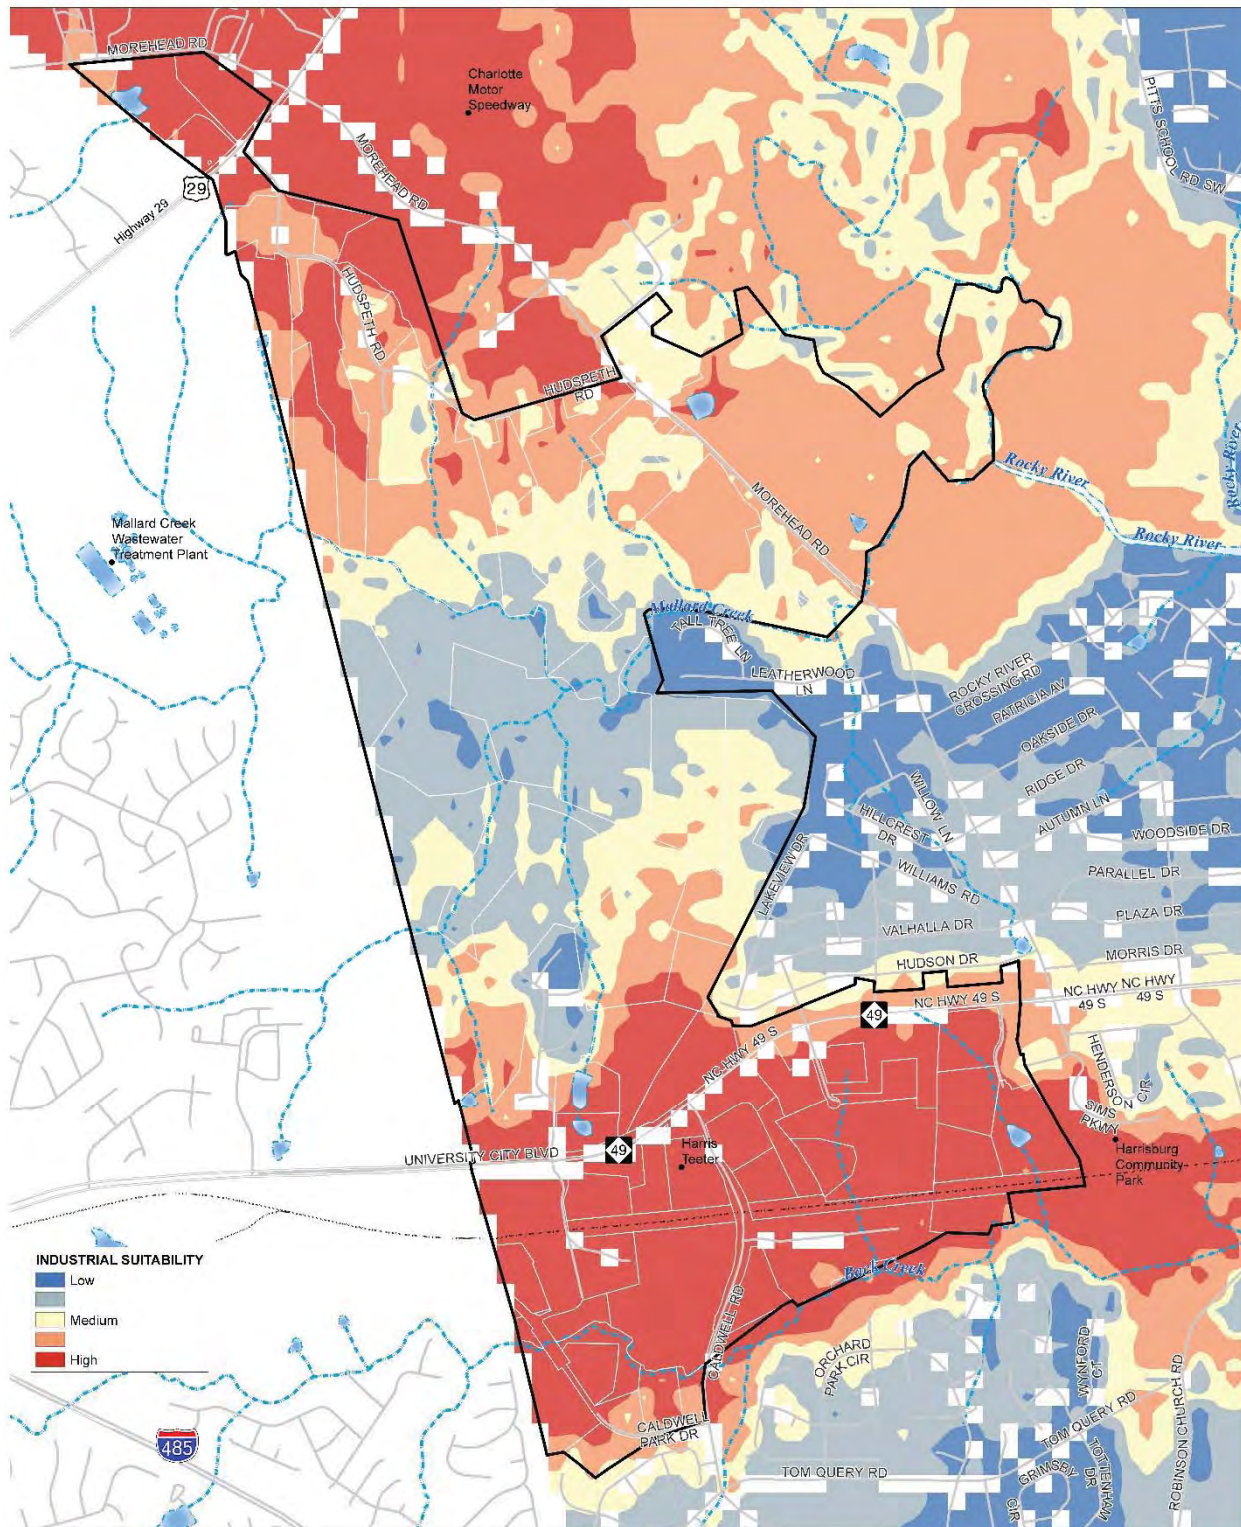 MOREHEAD RD
Charlotte
Motor
Speedway
PITTS SCHOOL RD SW
MOREHEAD RD
29
Highway 29
HUDSPETH RD
HUDSPETH
RD
Rocky River
Rocky River
Rocky River
MOREHEAD RD
Mallard Creek
Wastewater
Treatment Plant
Mallard Creek
TALL TREE LN
LEATHERWOOD
LN
ROCKY RIVER
CROSSING RD
PATRICIA AV
OAKSIDE DR
RIDGE DR
AUTUMN LN
WILLOW LN
HILLCREST
DR
WOODSIDE DR
LAKEVIEW DR
WILLIAMS RD
PARALLEL DR
VALHALLA DR
PLAZA DR
HUDSON DR
MORRIS DR
NC HWY 49 S
NC HWY
49 S
NC HWY
49 S
49
NC HWY 49 S
HENDERSON CIR
SIMS
PKWY
UNIVERSITY CITY BLVD
49
Harris
Teeter
Harrisburg
Community
Park
INDUSTRIAL SUITABILITY
Low
Medium
High
Back Creek
CALDWELL RD
ORCHARD
PARK CIR
WYNFORD
CT
CALDWELL
PARK DR
TOM QUERY RD
TOM QUERY RD
GRIMSBY
CIR
TOTTENHAM
DR
ROBINSON CHURCH RD
485